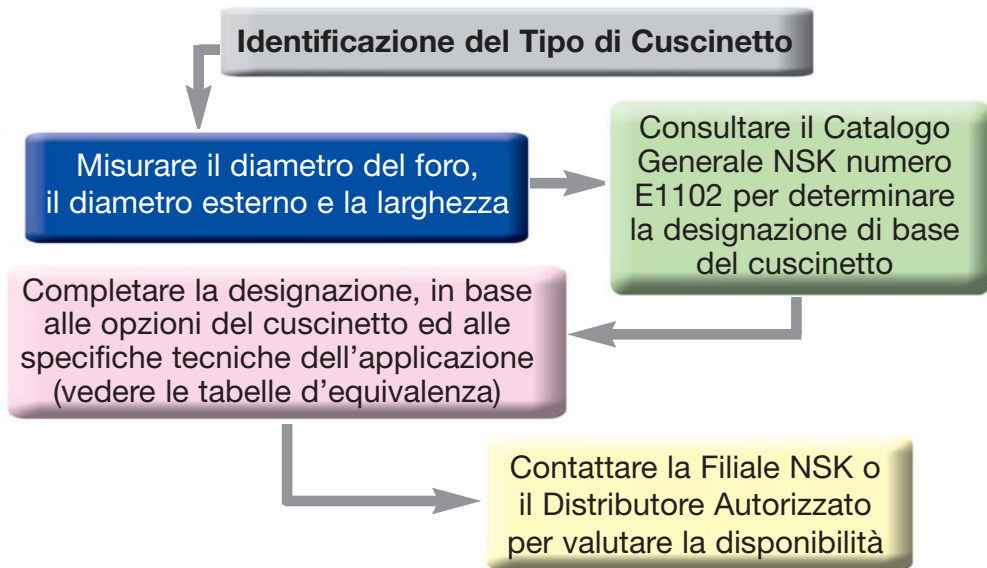 Identificazione del Tipo di Cuscinetto
Misurare il diametro del foro,
il diametro esterno e la larghezza
Consultare il Catalogo
Generale NSK numero
E1102 per determinare
la designazione di base
del cuscinetto
Completare la designazione, in base
alle opzioni del cuscinetto ed alle
specifiche tecniche dell’applicazione
(vedere le tabelle d’equivalenza)
Contattare la Filiale NSK o
il Distributore Autorizzato
per valutare la disponibilità